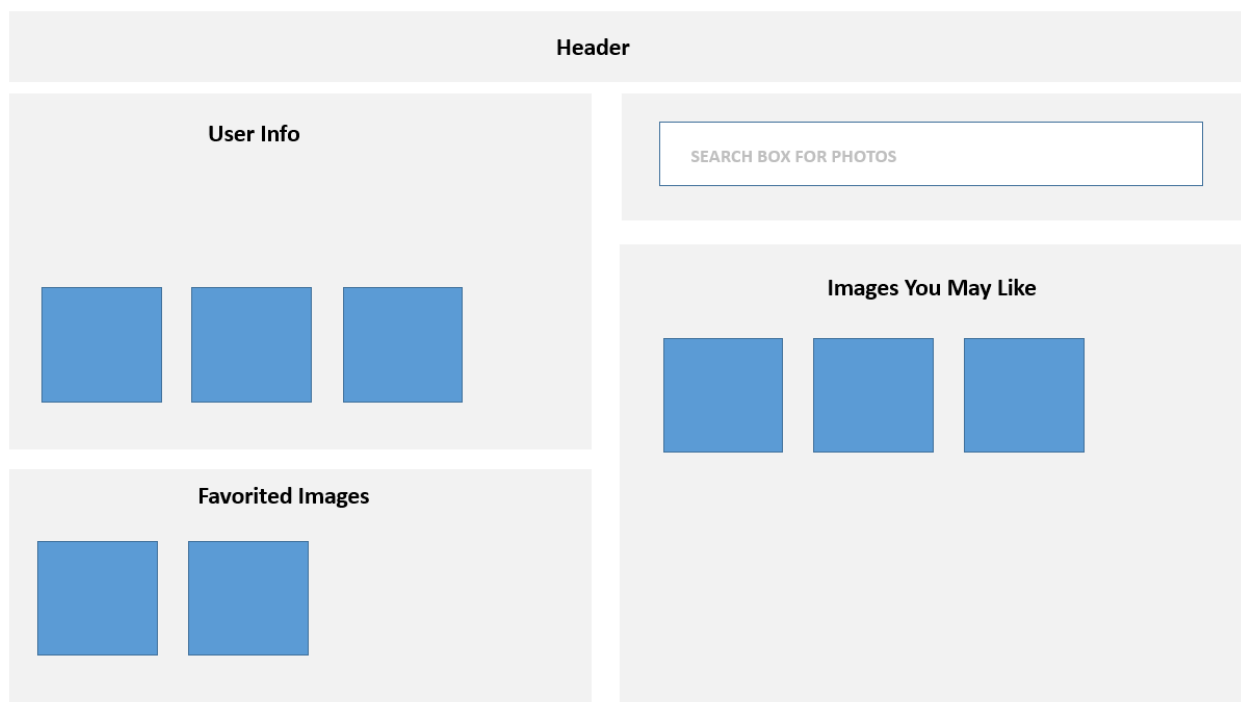 Header
User Info
SEARCH BOX FOR PHOTOS
Images You May Like
Favorited Images